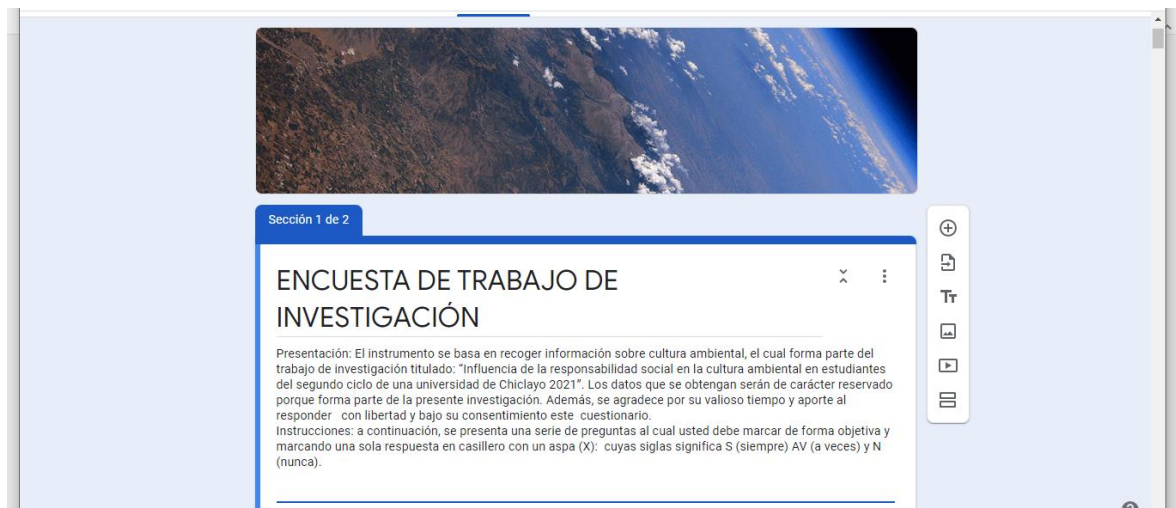 Sección 1 de 2
ENCUESTA DE TRABAJO DE
INVESTIGACIÓN
Presentación: El instrumento se basa en recoger información sobre cultura ambiental, el cual forma parte del
trabajo de investigación titulado: “Influencia de la responsabilidad social en la cultura ambiental en estudiantes
del segundo ciclo de una universidad de Chiclayo 2021”. Los datos que se obtengan serán de carácter reservado
porque forma parte de la presente investigación. Además, se agradece por su valioso tiempo y aporte al
responder con libertad y bajo su consentimiento este cuestionario.
Instrucciones: a continuación, se presenta una serie de preguntas al cual usted debe marcar de forma objetiva y
marcando una sola respuesta en casillero con un aspa (X): cuyas siglas significa S (siempre) AV (a veces) y N
(nunca).
Tт